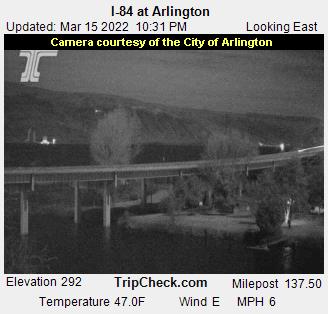 I-84 at Arlington
Updated: Mar 15 2022 10:31 PM Looking East
Camera courtesy of the City of Arlington
Elevation 292 TripCheck.com Milepost 137.50
Temperature 47.0F Wind E MPH 6